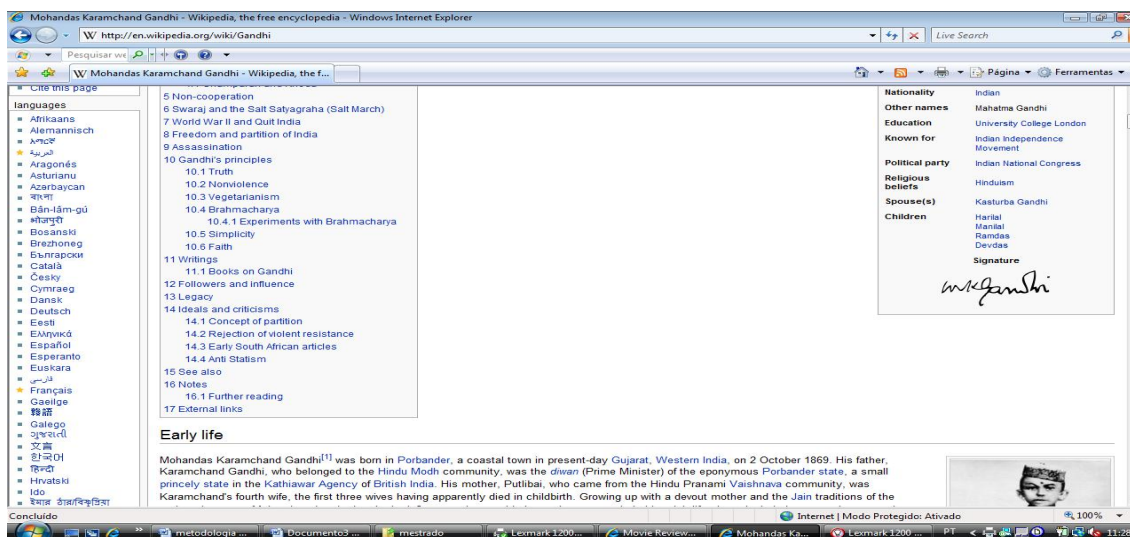 Mohandas Karamchand Gandhi - Wikipedia, the free encyclopedia - Windows Internet Explorer
http://en.wikipedia.org/wiki/Gandhi
Live Search
Pesquisar we
Mohandas Karamchand Gandhi - Wikipedia, the f...
Página
Ferramentas
Cite this page
languages
Afrikaans
Alemannisch
አማርኛ
العربية
Aragonés
Asturianu
Azərbaycan
বাংলা
Bân-lâm-gú
भोजपुरी
Bosanski
Brezhoneg
Български
Català
Česky
Cymraeg
Dansk
Deutsch
Eesti
Ελληνικά
Español
Esperanto
Euskara
فارسی
Français
Gaeilge
贛語
Galego
ગુજરાતી
文言
한국어
हिन्दी
Hrvatski
Ido
ইমার ঠার/বিষ্ণুপ্রিয়া
5 Non-cooperation
6 Swaraj and the Salt Satyagraha (Salt March)
7 World War II and Quit India
8 Freedom and partition of India
9 Assassination
10 Gandhi's principles
10.1 Truth
10.2 Nonviolence
10.3 Vegetarianism
10.4 Brahmacharya
10.4.1 Experiments with Brahmacharya
10.5 Simplicity
10.6 Faith
11 Writings
11.1 Books on Gandhi
12 Followers and influence
13 Legacy
14 Ideals and criticisms
14.1 Concept of partition
14.2 Rejection of violent resistance
14.3 Early South African articles
14.4 Anti Statism
15 See also
16 Notes
16.1 Further reading
17 External links
Nationality Indian
Other names Mahatma Gandhi
Education University College London
Known for Indian Independence
Movement
Political party Indian National Congress
Religious
beliefs Hinduism
Spouse(s) Kasturba Gandhi
Children Harilal
Manilal
Ramdas
Devdas
Signature
MKGandhi
Early life
Mohandas Karamchand Gandhi[1] was born in Porbander, a coastal town in present-day Gujarat, Western India, on 2 October 1869. His father,
Karamchand Gandhi, who belonged to the Hindu Modh community, was the diwan (Prime Minister) of the eponymous Porbander state, a small
princely state in the Kathiawar Agency of British India. His mother, Putlibai, who came from the Hindu Pranami Vaishnava community, was
Karamchand's fourth wife, the first three wives having apparently died in childbirth. Growing up with a devout mother and the Jain traditions of the
Concluído
Internet | Modo Protegido: Ativado
100%
metodologia ...
Documento3 ...
mestrado
Lexmark 1200...
Movie Review...
Mohandas Ka...
Lexmark 1200 ...
PT
11:28